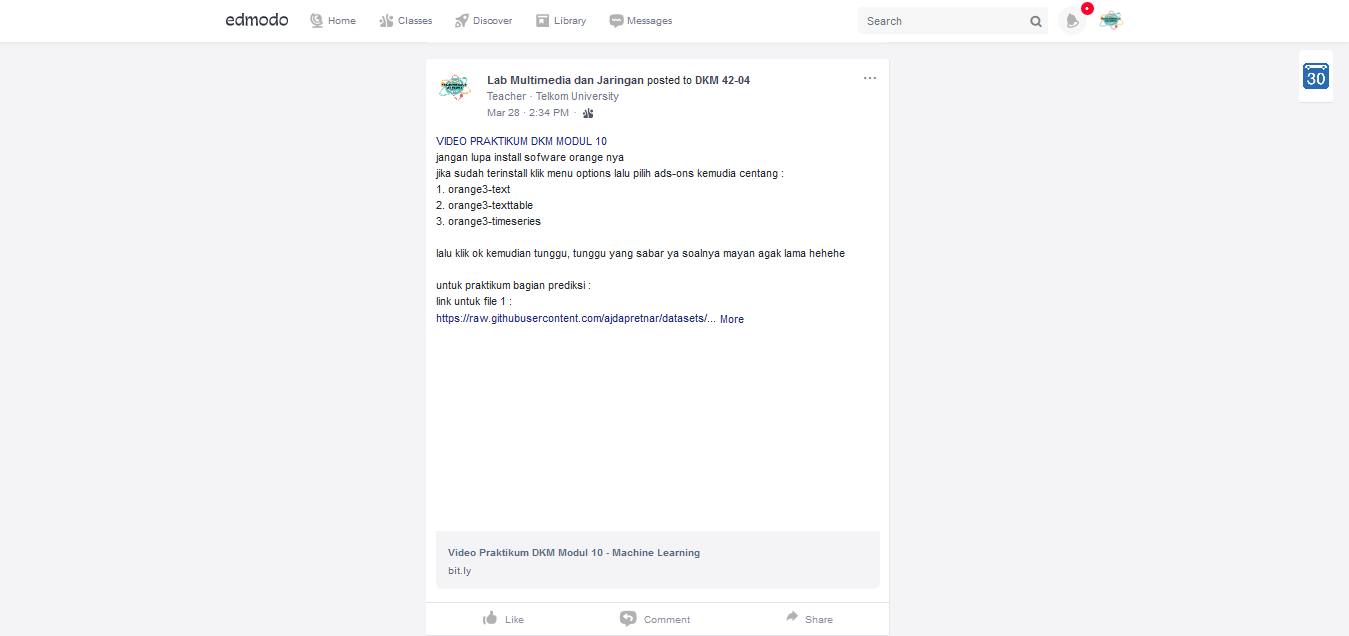 edmodo Home Classes Discover Library Messages Search
30
Lab Multimedia dan Jaringan posted to DKM 42-04
Teacher · Telkom University
Mar 28 · 2:34 PM ·
VIDEO PRAKTIKUM DKM MODUL 10
jangan lupa install sofware orange nya
jika sudah terinstall klik menu options lalu pilih ads-ons kemudia centang :
1. orange3-text
2. orange3-texttable
3. orange3-timeseries
lalu klik ok kemudian tunggu, tunggu yang sabar ya soalnya mayan agak lama hehehe
untuk praktikum bagian prediksi :
link untuk file 1 :
https://raw.githubusercontent.com/ajdapretnar/datasets/... More
Video Praktikum DKM Modul 10 - Machine Learning
bit.ly
Like Comment Share